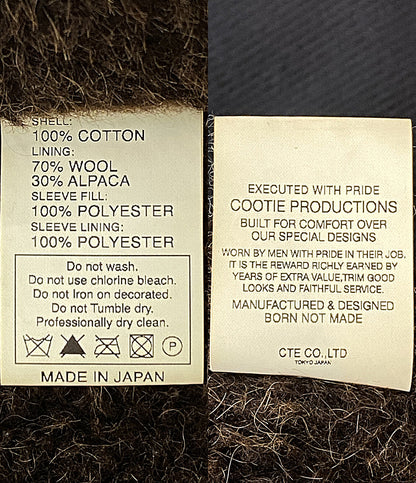 SHELL:
100% COTTON
LINING:
70% WOOL
30% ALPACA
SLEEVE FILL:
100% POLYESTER
SLEEVE LINING:
100% POLYESTER
Do not wash.
Do not use chlorine bleach.
Do not Iron on decorated.
Do not Tumble dry.
Professionally dry clean.
P
MADE IN JAPAN
EXECUTED WITH PRIDE
COOTIE PRODUCTIONS
BUILT FOR COMFORT OVER
OUR SPECIAL DESIGNS
WORN BY MEN WITH PRIDE IN THEIR JOB.
IT IS THE REWARD RICHLY EARNED BY
YEARS OF EXTRA VALUE,TRIM GOOD
LOOKS AND FAITHFUL SERVICE.
MANUFACTURED & DESIGNED
BORN NOT MADE
CTE CO.,LTD
TOKYO JAPAN